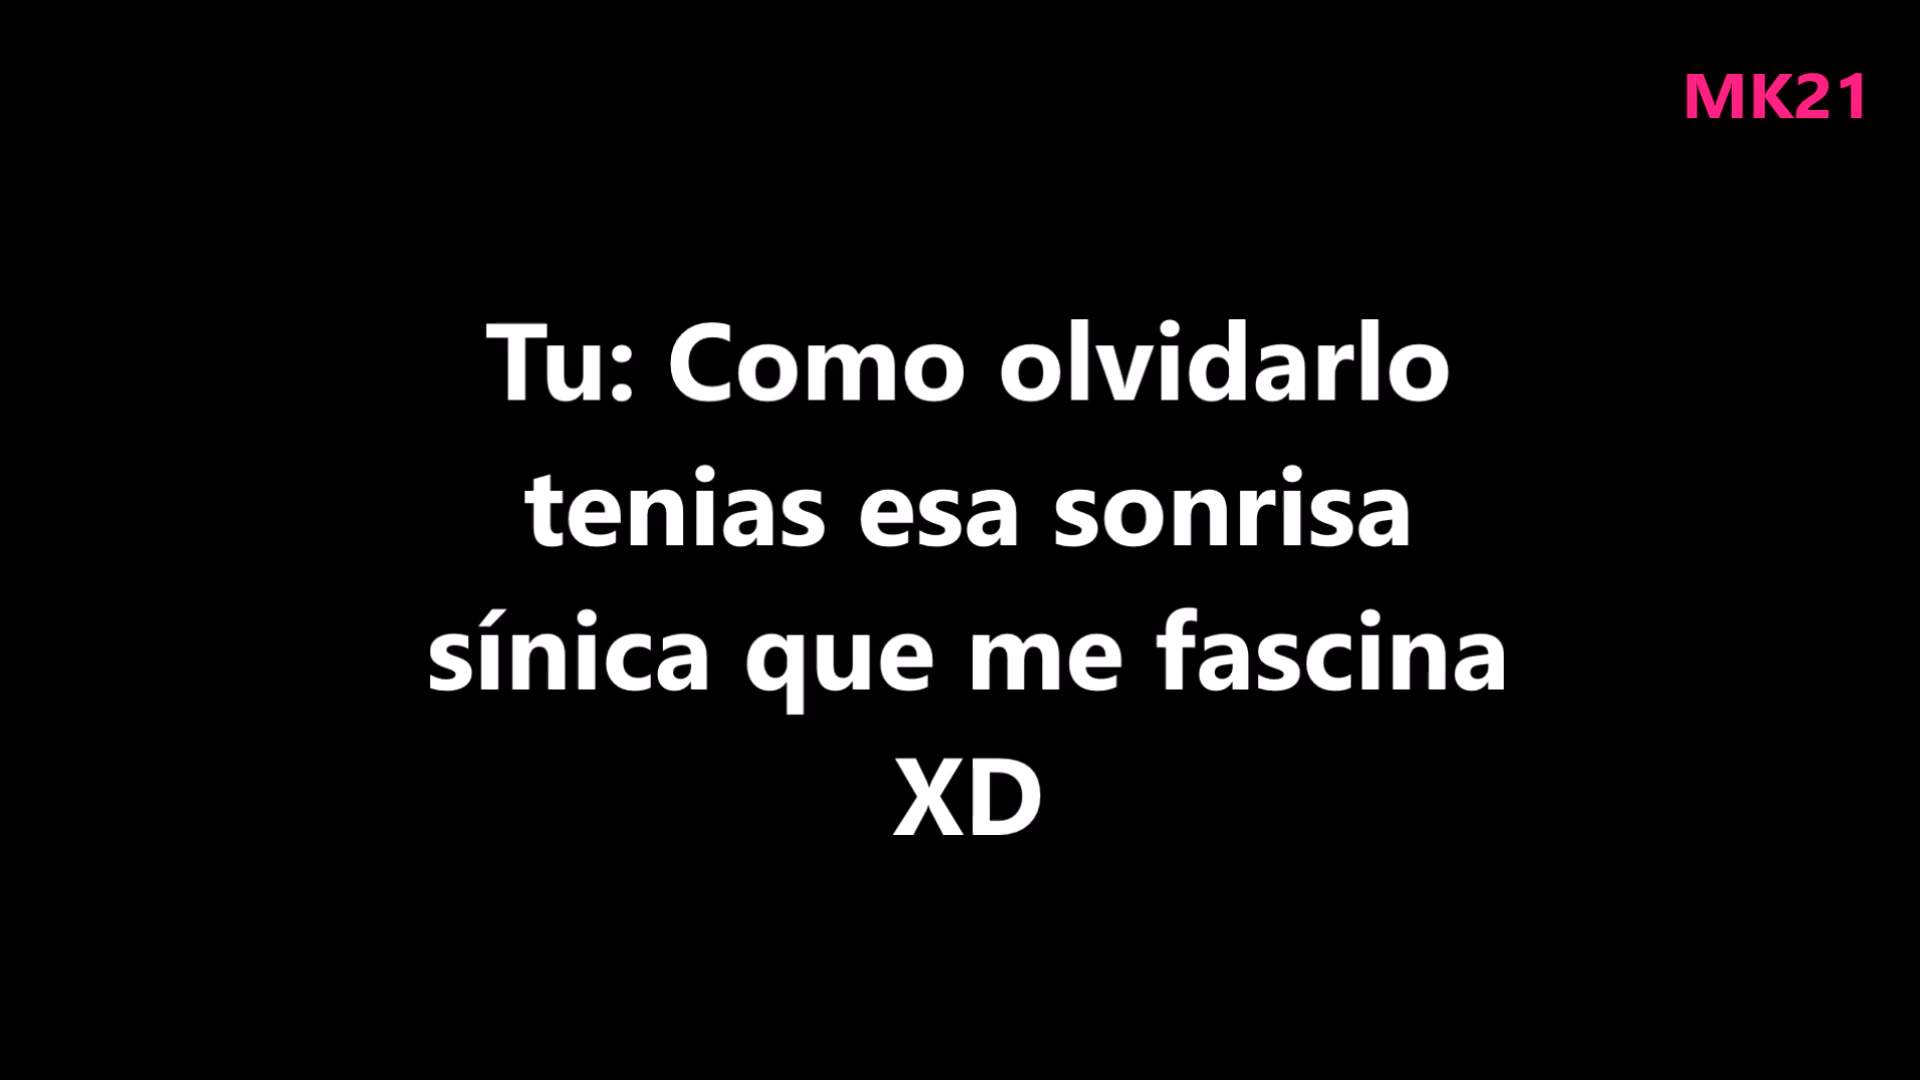 MK21
Tu: Como olvidarlo
tenias esa sonrisa
sínica que me fascina
XD